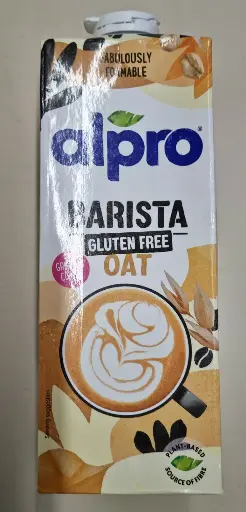 FABULOUSLY
FOAMABLE
alpro
BARISTA
GLUTEN FREE
OAT
PLANT-BASED
SOURCE OF FIBRE